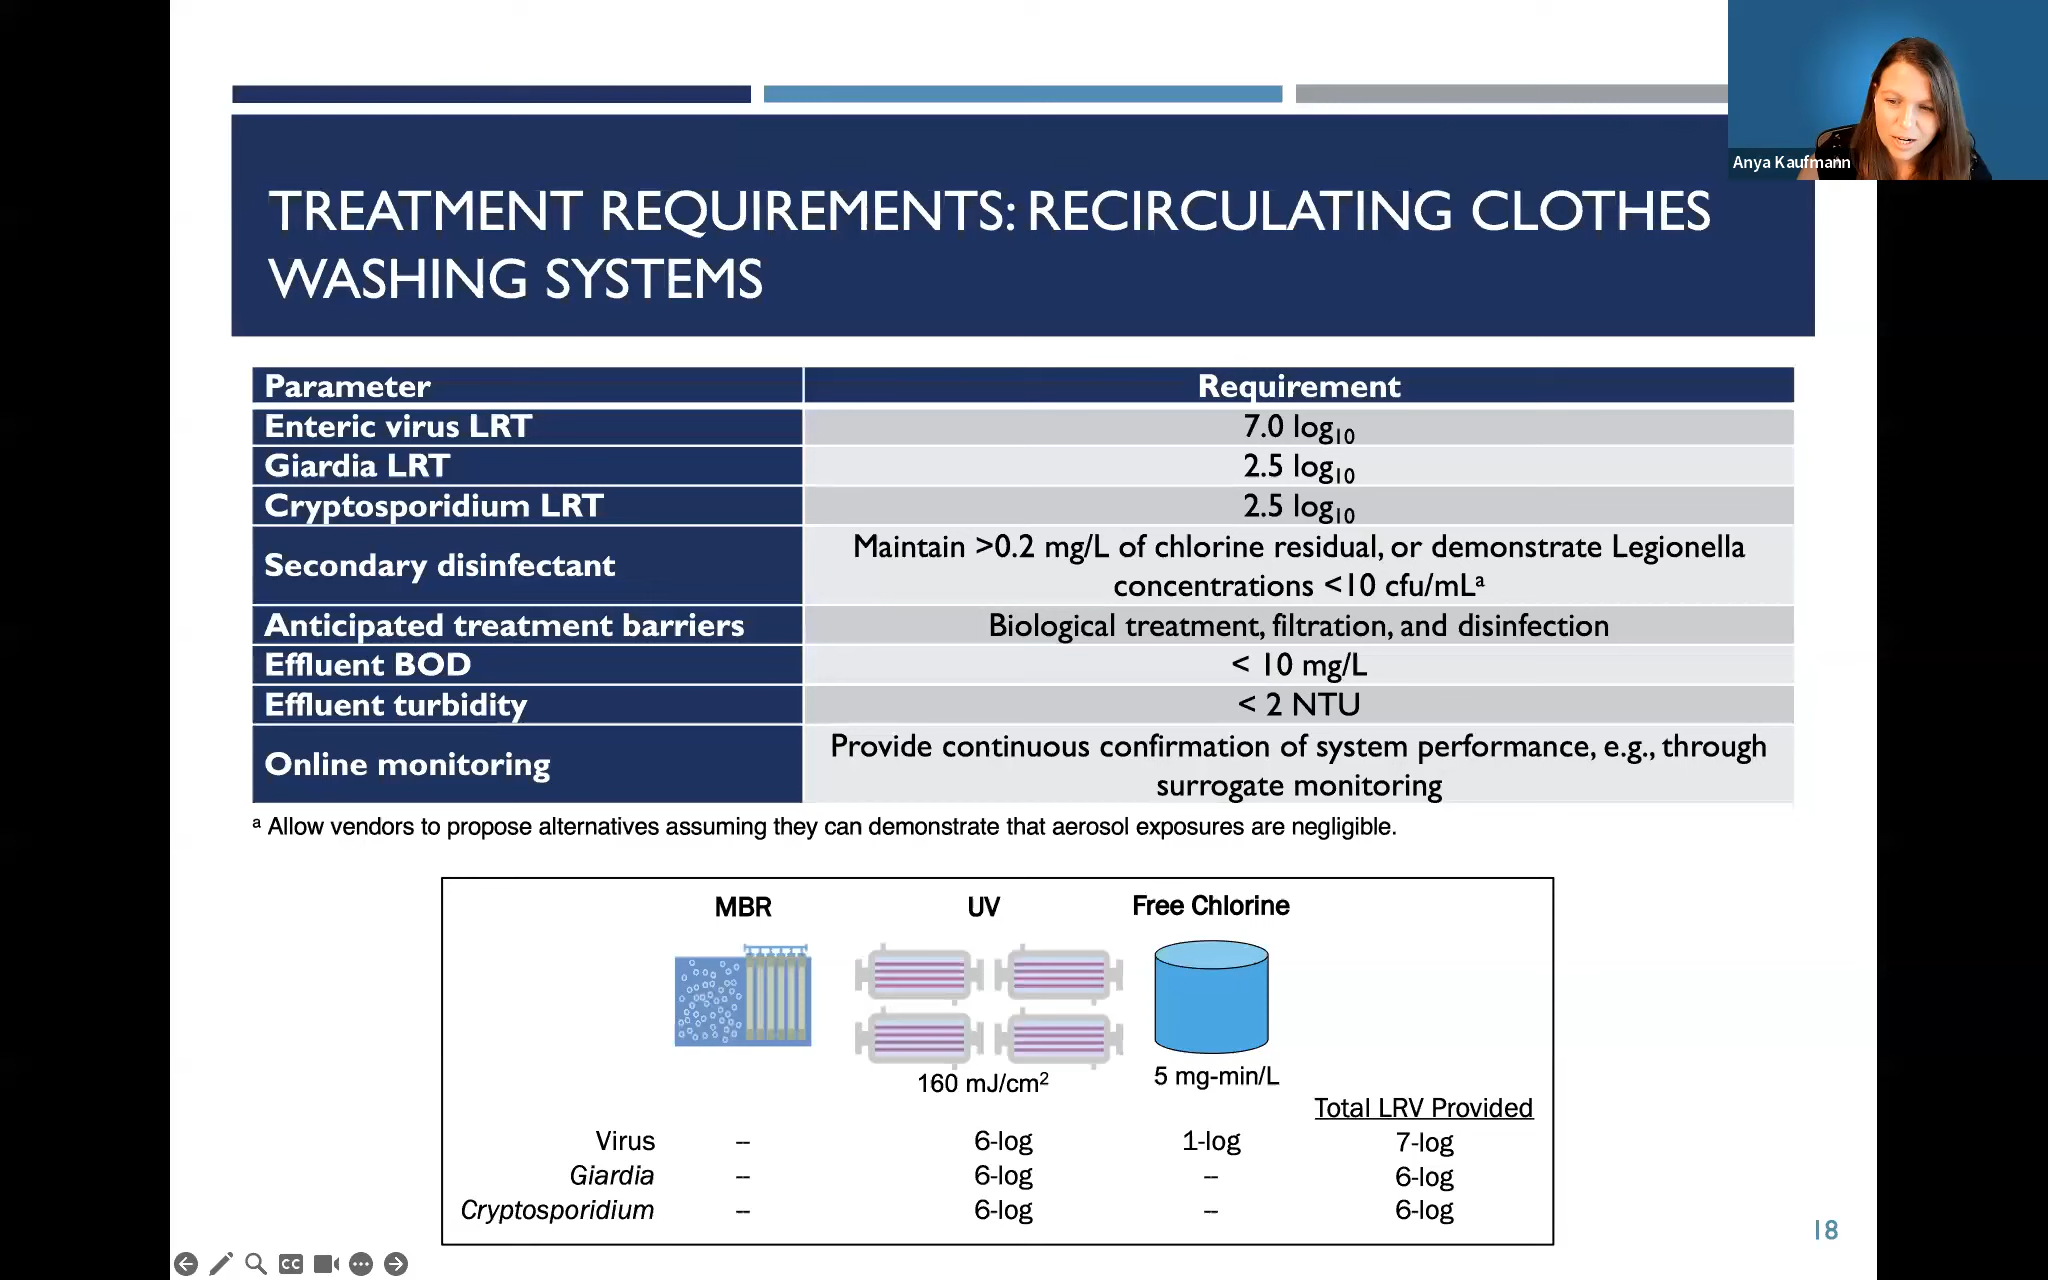 Anya Kaufmann
TREATMENT REQUIREMENTS: RECIRCULATING CLOTHES
WASHING SYSTEMS
Parameter Requirement
Enteric virus LRT 7.0 log10
Giardia LRT 2.5 log10
Cryptosporidium LRT 2.5 log10
Secondary disinfectant Maintain >0.2 mg/L of chlorine residual, or demonstrate Legionella
concentrations <10 cfu/mLa
Anticipated treatment barriers Biological treatment, filtration, and disinfection
Effluent BOD < 10 mg/L
Effluent turbidity < 2 NTU
Online monitoring Provide continuous confirmation of system performance, e.g., through
surrogate monitoring
a Allow vendors to propose alternatives assuming they can demonstrate that aerosol exposures are negligible.
MBR UV Free Chlorine
160 mJ/cm2 5 mg-min/L
Total LRV Provided
Virus -- 6-log 1-log 7-log
Giardia -- 6-log -- 6-log
Cryptosporidium -- 6-log -- 6-log
18
CC